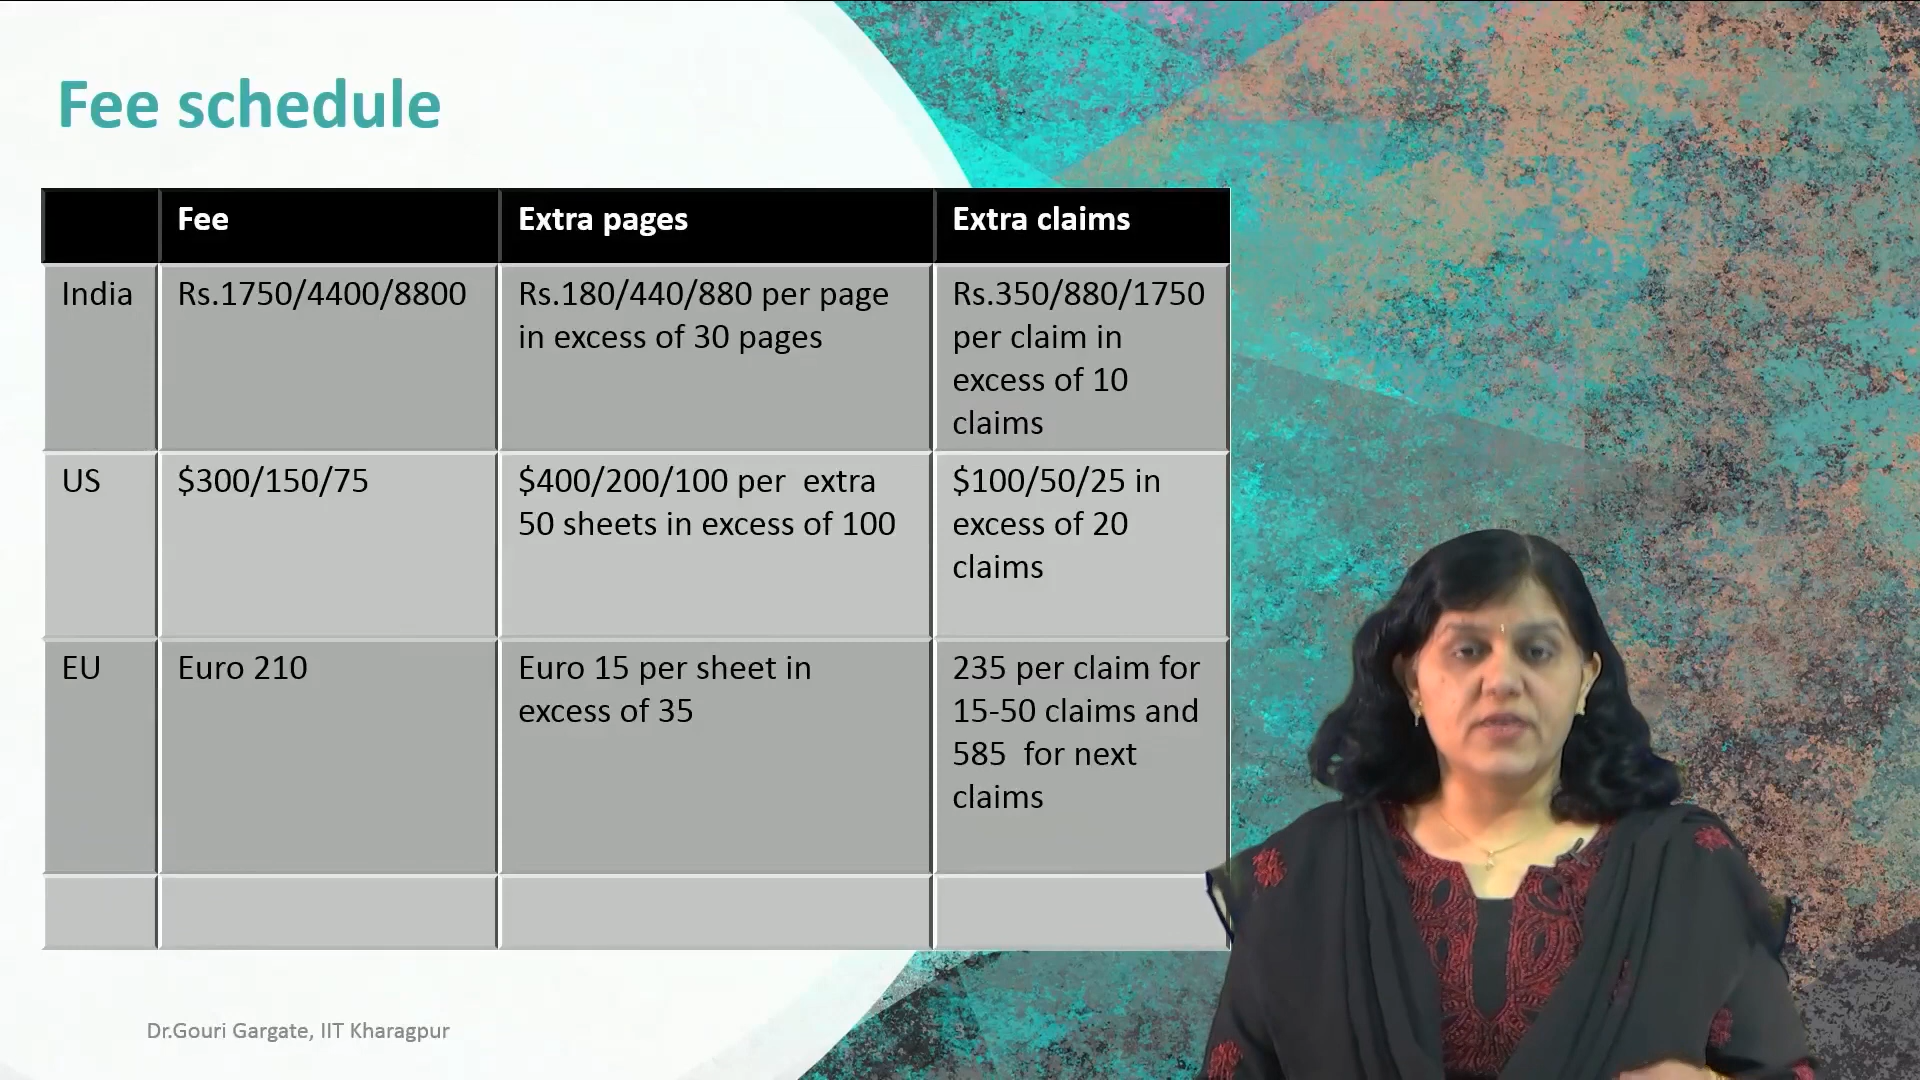 Fee schedule
Fee
Extra pages
Extra claims
India
Rs.1750/4400/8800
Rs.180/440/880 per page
in excess of 30 pages
Rs.350/880/1750
per claim in
excess of 10
claims
US
$300/150/75
$400/200/100 per extra
50 sheets in excess of 100
$100/50/25 in
excess of 20
claims
EU
Euro 210
Euro 15 per sheet in
excess of 35
235 per claim for
15-50 claims and
585 for next
claims
Dr.Gouri Gargate, IIT Kharagpur
3